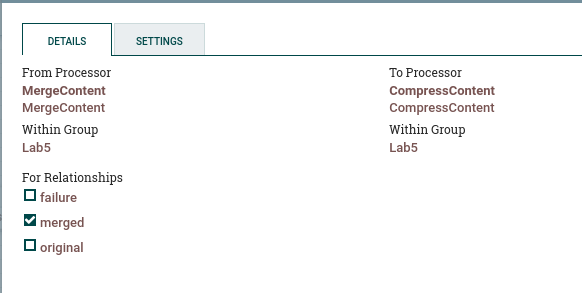 DETAILS SETTINGS
From Processor To Processor
MergeContent CompressContent
MergeContent CompressContent
Within Group Within Group
Lab5 Lab5
For Relationships
failure
merged
original